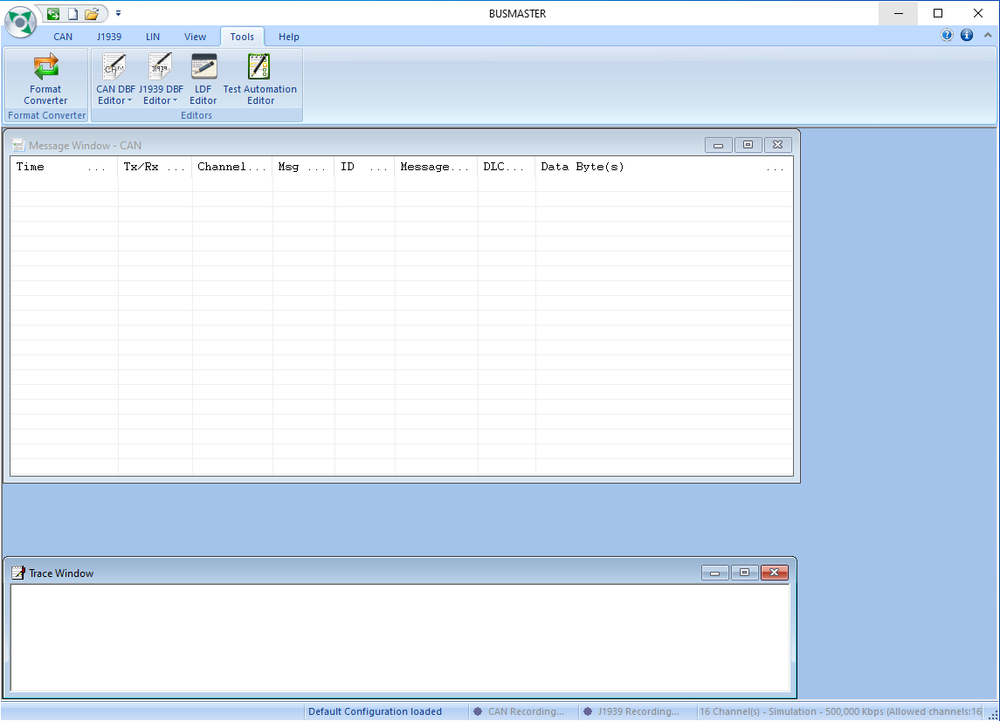 BUSMASTER
CAN J1939 LIN View Tools Help
Format Converter
CAN DBF Editor
J1939 DBF Editor
LDF Editor
Test Automation Editor
Format Converter Editors
Message Window - CAN
Time ... Tx/Rx ... Channel... Msg ... ID ... Message... DLC... Data Byte(s) ...
Trace Window
Default Configuration loaded CAN Recording... J1939 Recording... 16 Channel(s) - Simulation - 500,000 Kbps (Allowed channels:16